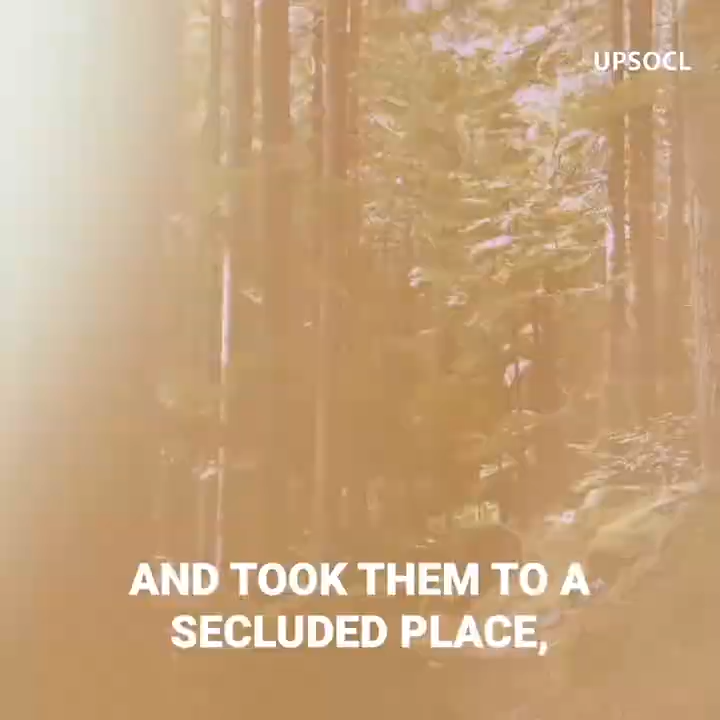 UPSOCL
AND TOOK THEM TO A
SECLUDED PLACE,